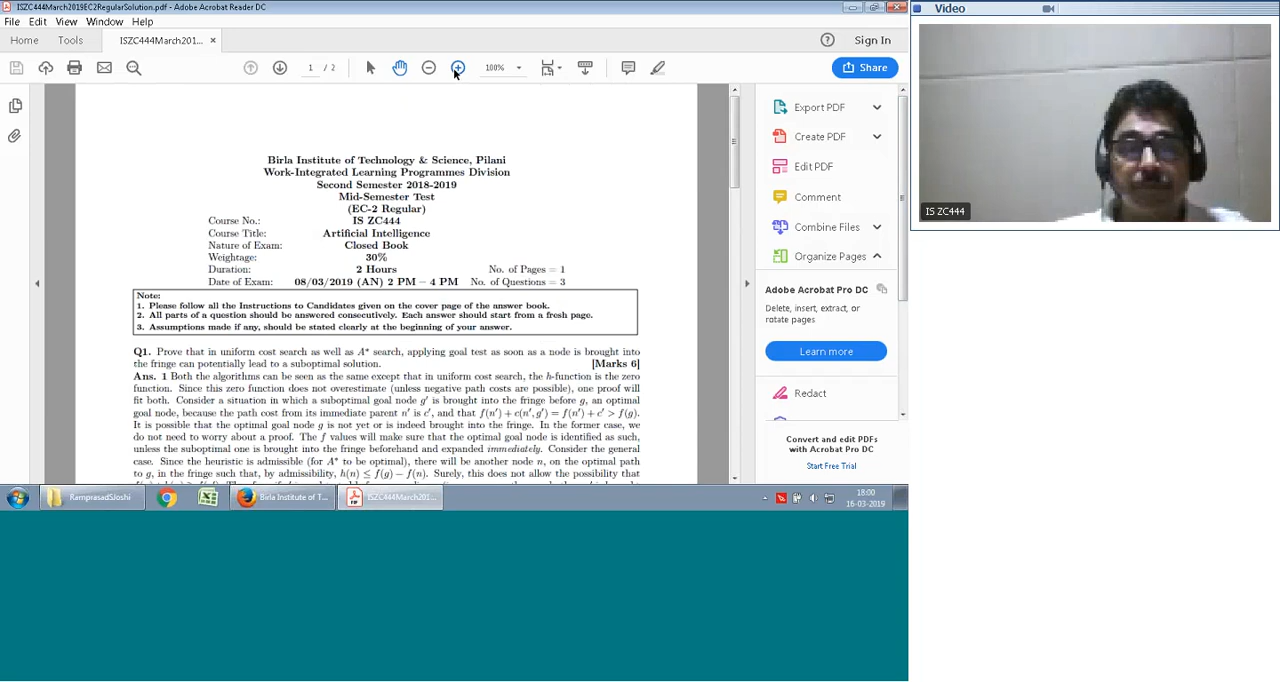 ISZC444March2019EC2RegularSolution.pdf - Adobe Acrobat Reader DC
File Edit View Window Help
Home Tools ISZC444March201... × Sign In
1 / 2 100% Share
Birla Institute of Technology & Science, Pilani
Work-Integrated Learning Programmes Division
Second Semester 2018-2019
Mid-Semester Test
(EC-2 Regular)
Course No.: IS ZC444
Course Title: Artificial Intelligence
Nature of Exam: Closed Book
Weightage: 30%
Duration: 2 Hours No. of Pages = 1
Date of Exam: 08/03/2019 (AN) 2 PM – 4 PM No. of Questions = 3
Note:
1. Please follow all the Instructions to Candidates given on the cover page of the answer book.
2. All parts of a question should be answered consecutively. Each answer should start from a fresh page.
3. Assumptions made if any, should be stated clearly at the beginning of your answer.
Q1. Prove that in uniform cost search as well as A* search, applying goal test as soon as a node is brought into
the fringe can potentially lead to a suboptimal solution. [Marks 6]
Ans. 1 Both the algorithms can be seen as the same except that in uniform cost search, the h-function is the zero
function. Since this zero function does not overestimate (unless negative path costs are possible), one proof will
fit both. Consider a situation in which a suboptimal goal node g′ is brought into the fringe before g, an optimal
goal node, because the path cost from its immediate parent n′ is c′, and that f(n′) + c(n′, g′) = f(n′) + c′ > f(g).
It is possible that the optimal goal node g is not yet or is indeed brought into the fringe. In the former case, we
do not need to worry about a proof. The f values will make sure that the optimal goal node is identified as such,
unless the suboptimal one is brought into the fringe beforehand and expanded immediately. Consider the general
case. Since the heuristic is admissible (for A* to be optimal), there will be another node n, on the optimal path
to g, in the fringe such that, by admissibility, h(n) ≤ f(g) − f(n). Surely, this does not allow the possibility that
Export PDF
Create PDF
Edit PDF
Comment
Combine Files
Organize Pages
Adobe Acrobat Pro DC
Delete, insert, extract, or
rotate pages
Learn more
Redact
Convert and edit PDFs
with Acrobat Pro DC
Start Free Trial
RamprasadSJoshi Birla Institute of T... ISZC444March201... 18:00
16-03-2019
Video
IS ZC444